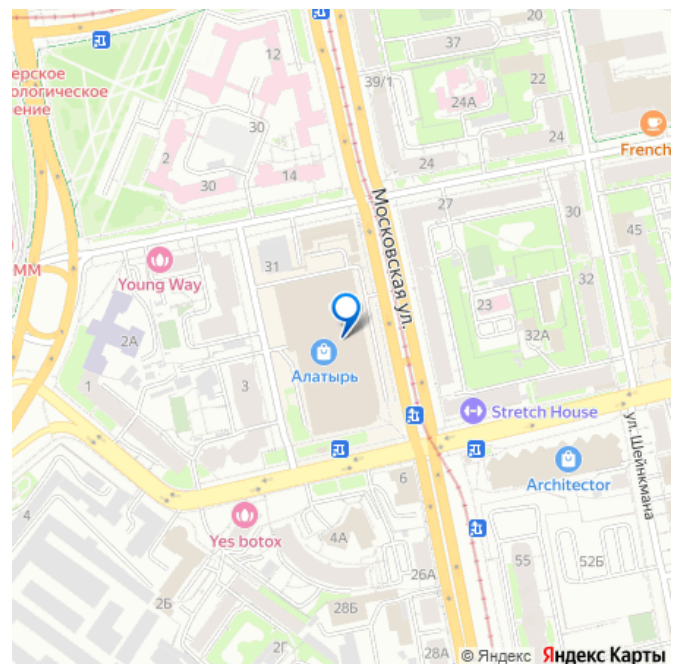 20
12
37
ерское
ологическое
ение
39/1
22
24А
French
30
2
24
24
30
14
Московская ул.
27
30
45
31
ММ
Young Way
32
23
2А
32А
Алатырь
1
3
Stretch House
ул. Шейнкмана
6
Architector
4
Yes botox
4А
55
52Б
26А
2Б
28Б
2Г
28А
© Яндекс Яндекс Карты